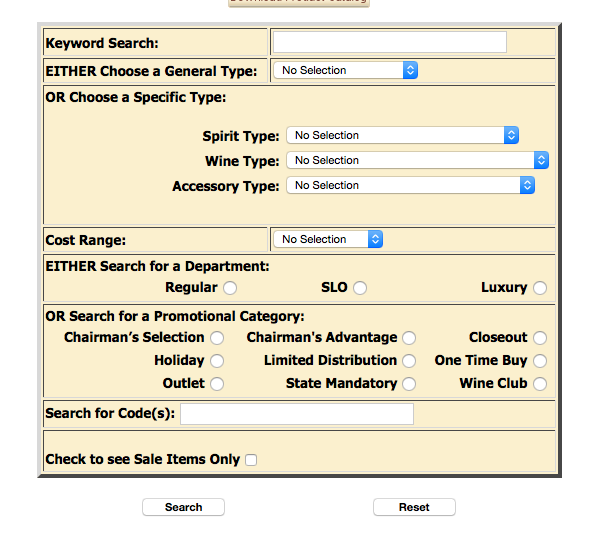 Download Product Catalog
Keyword Search:
EITHER Choose a General Type: No Selection
OR Choose a Specific Type:
Spirit Type: No Selection
Wine Type: No Selection
Accessory Type: No Selection
Cost Range: No Selection
EITHER Search for a Department:
Regular SLO Luxury
OR Search for a Promotional Category:
Chairman’s Selection Chairman's Advantage Closeout
Holiday Limited Distribution One Time Buy
Outlet State Mandatory Wine Club
Search for Code(s):
Check to see Sale Items Only
Search Reset